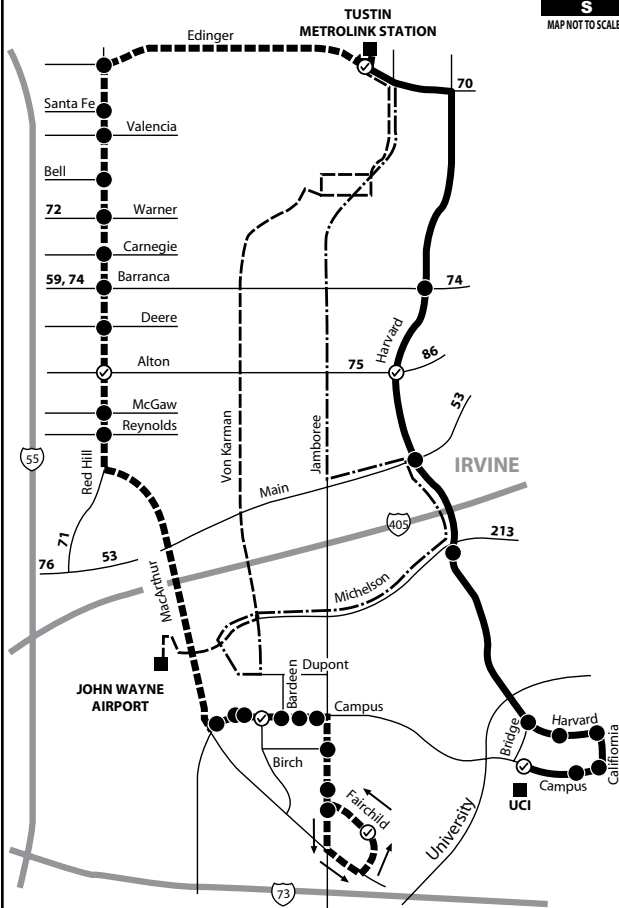 S
MAP NOT TO SCALE
TUSTIN
METROLINK STATION
Edinger
70
Santa Fe
Valencia
Bell
72
Warner
Carnegie
59, 74
Barranca
74
Deere
Harvard
86
Alton
75
53
McGaw
Reynolds
Von Karman
Jamboree
55
Red Hill
IRVINE
Main
405
71
213
53
76
MacArthur
Michelson
Dupont
JOHN WAYNE
AIRPORT
Bardeen
Campus
Bridge
Harvard
Califiornia
Birch
Campus
UCI
Fairchild
University
73